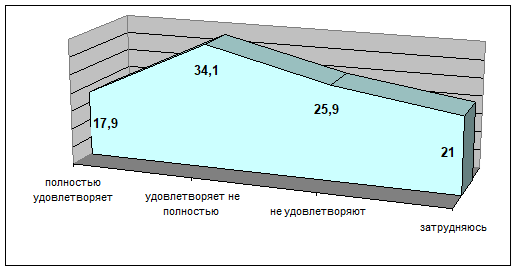 34,1
25,9
17,9
21
полностью
удовлетворяет
удовлетворяет не
полностью
не удовлетворяют
затрудняюсь